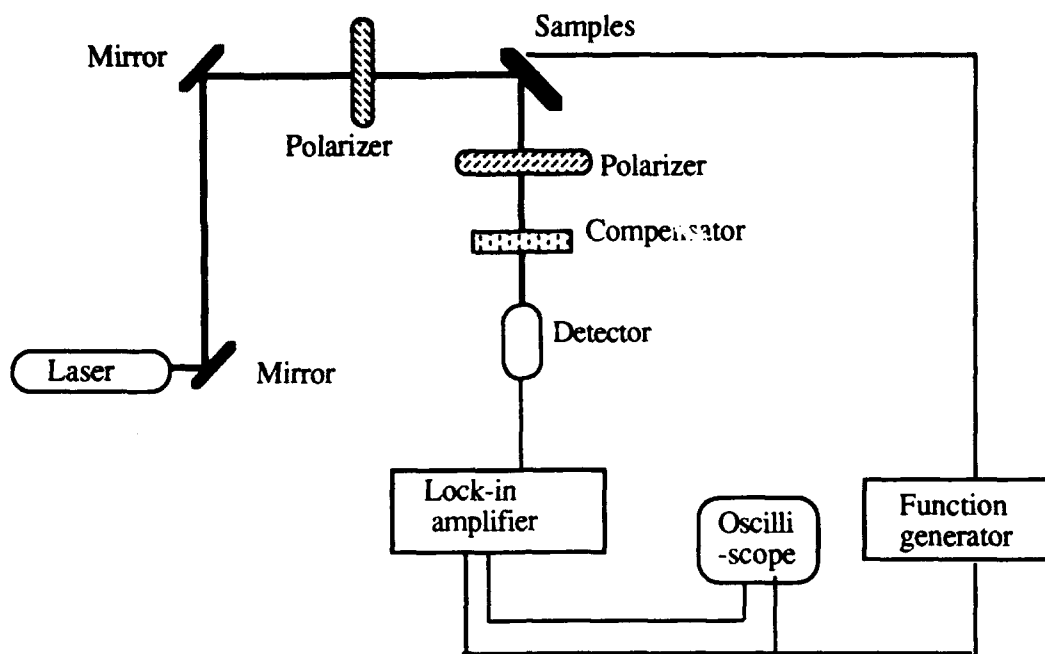 Samples
Mirror
Polarizer
Polarizer
Compensator
Detector
Laser
Mirror
Lock-in
amplifier
Oscilli
-scope
Function
generator